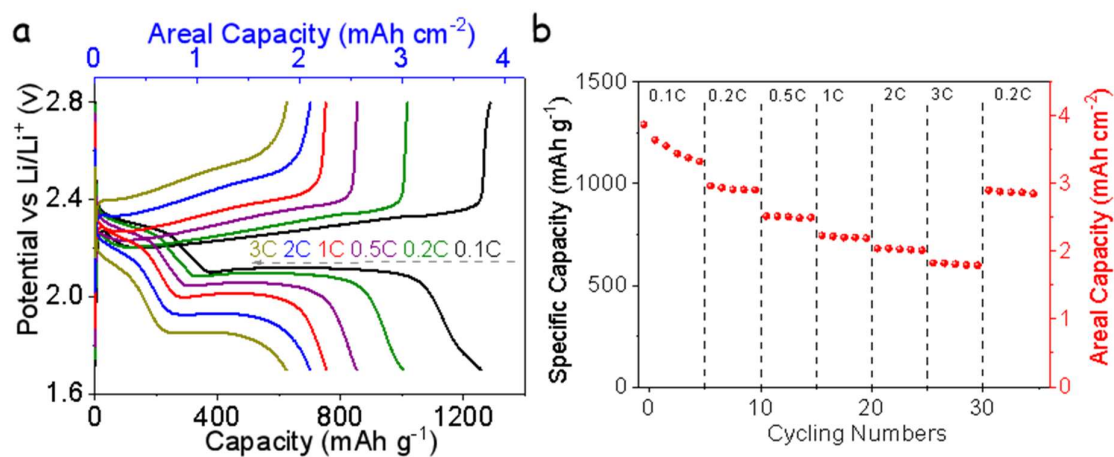 a
Areal Capacity (mAh cm⁻²)
0 1 2 3 4
Potential vs Li/Li⁺ (v)
2.8
2.4
2.0
1.6
3C 2C 1C 0.5C 0.2C 0.1C
0 400 800 1200
Capacity (mAh g⁻¹)
b
Specific Capacity (mAh g⁻¹)
1500
1000
500
0
0.1C 0.2C 0.5C 1C 2C 3C 0.2C
4
3
2
1
0
Areal Capacity (mAh cm⁻²)
0 10 20 30
Cycling Numbers